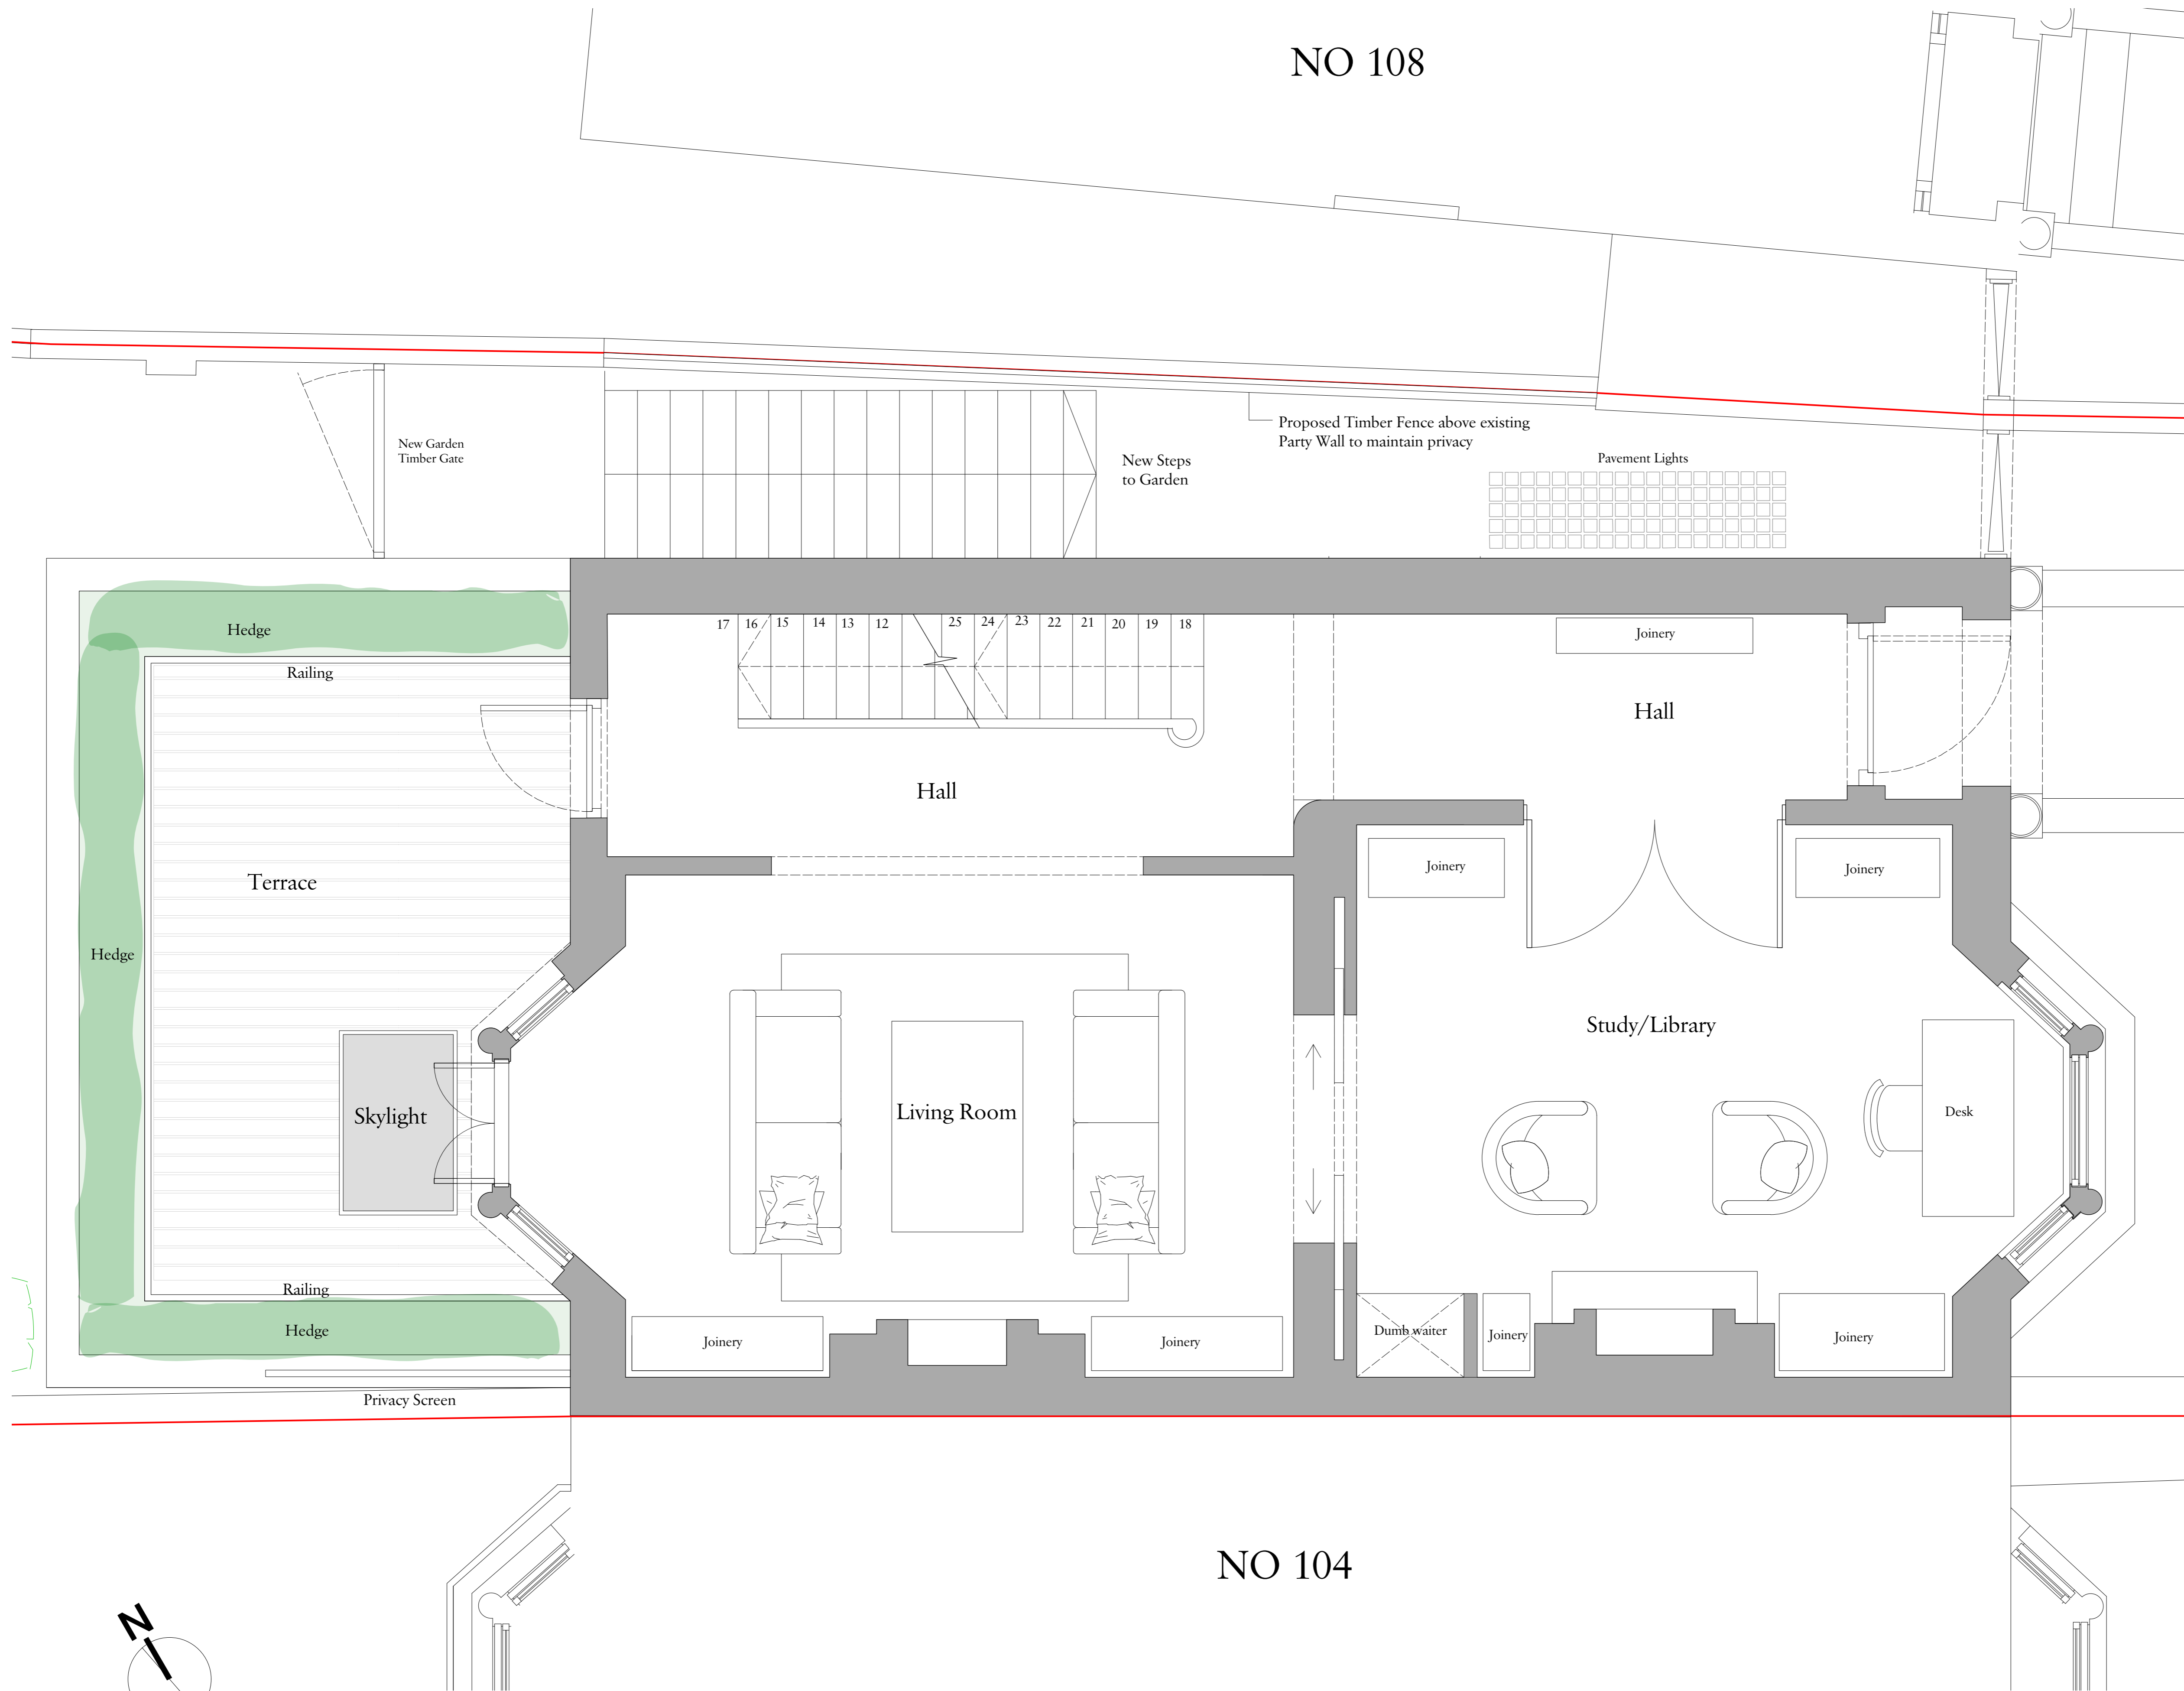 NO 108
Proposed Timber Fence above existing
Party Wall to maintain privacy
New Garden
Timber Gate
New Steps
to Garden
Pavement Lights
17 16 15 14 13 12 25 24 23 22 21 20 19 18
Hedge
Joinery
Railing
Hall
Hall
Terrace
Joinery
Joinery
Hedge
Study/Library
Skylight
Living Room
Desk
Railing
Hedge
Joinery
Joinery
Dumb waiter
Joinery
Joinery
Privacy Screen
NO 104
N